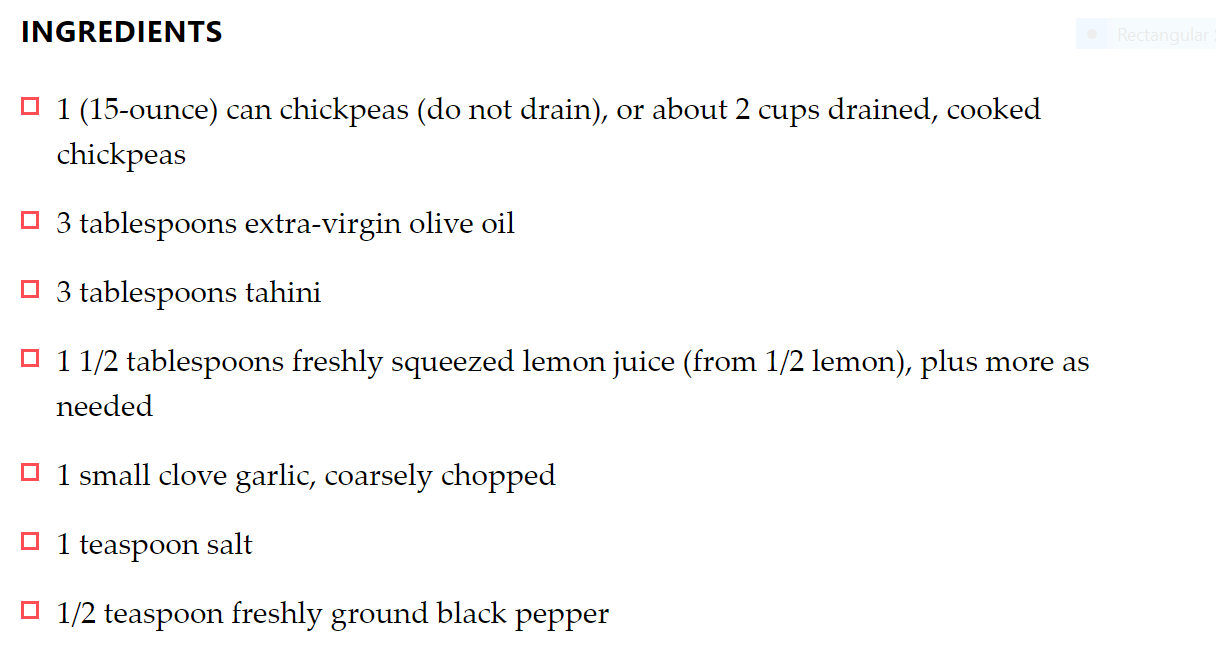 INGREDIENTS
Rectangular
1 (15-ounce) can chickpeas (do not drain), or about 2 cups drained, cooked
chickpeas
3 tablespoons extra-virgin olive oil
3 tablespoons tahini
1 1/2 tablespoons freshly squeezed lemon juice (from 1/2 lemon), plus more as
needed
1 small clove garlic, coarsely chopped
1 teaspoon salt
1/2 teaspoon freshly ground black pepper